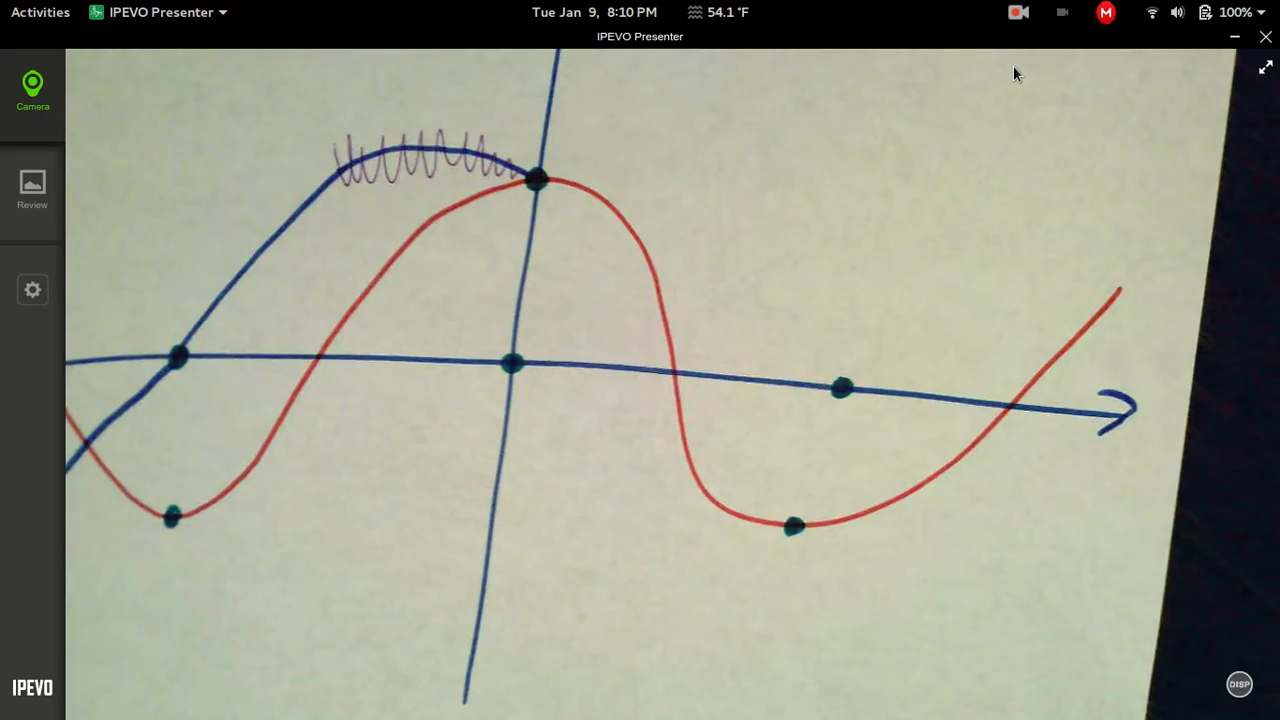 Activities IPEVO Presenter Tue Jan 9, 8:10 PM 54.1 °F M 100%
IPEVO Presenter
Camera
Review
IPEVO
DISP